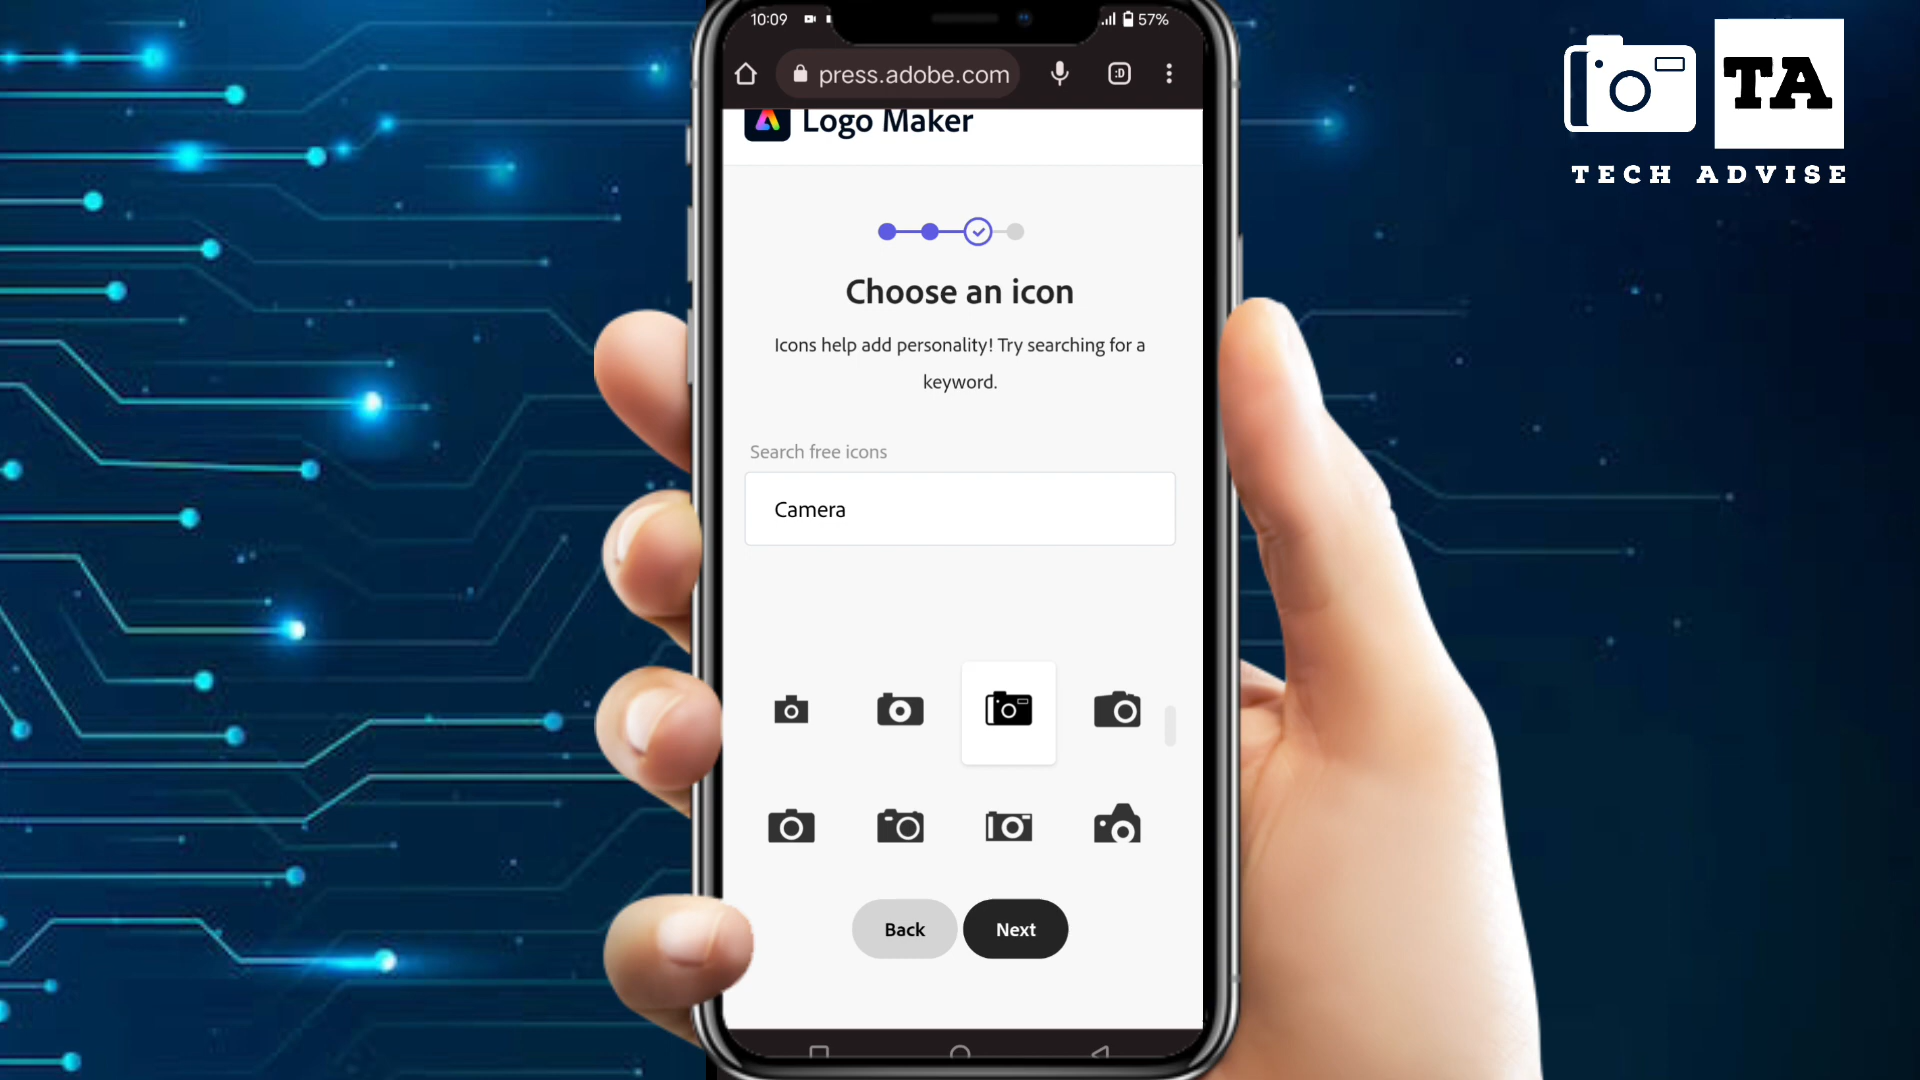 10:09
57%
press.adobe.com
:D
Logo Maker
TA
TECH ADVISE
Choose an icon
Icons help add personality! Try searching for a
keyword.
Search free icons
Camera
Back
Next